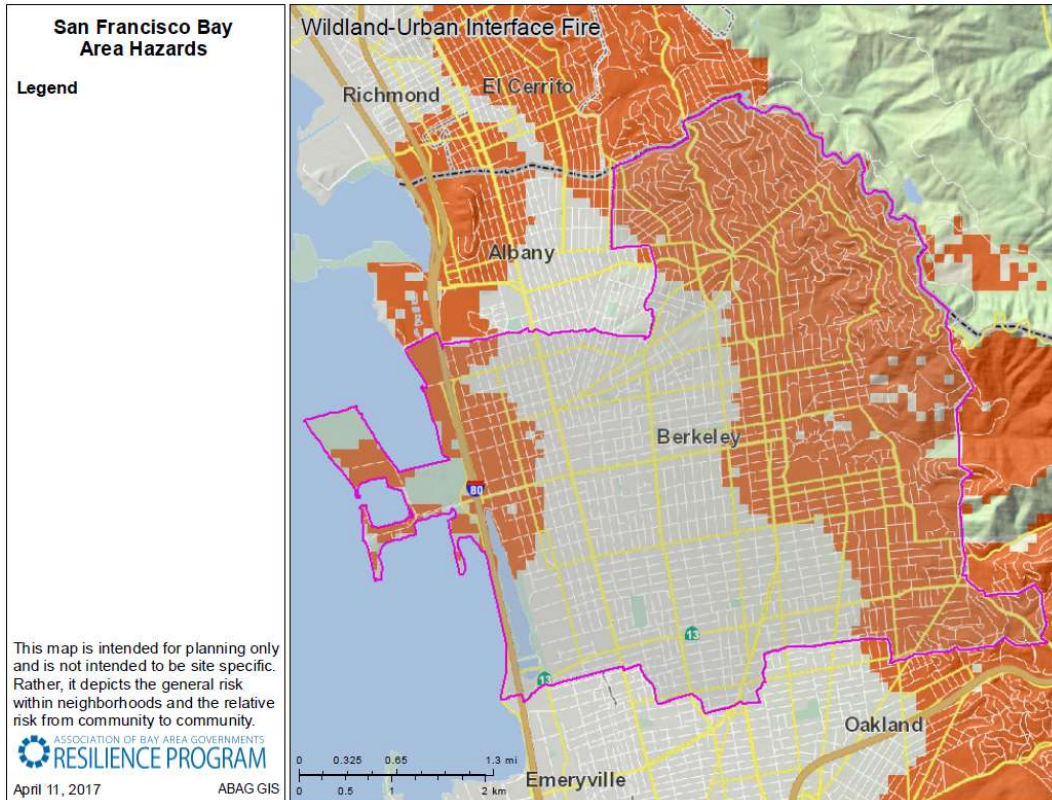 San Francisco Bay
Area Hazards
Legend
This map is intended for planning only
and is not intended to be site specific.
Rather, it depicts the general risk
within neighborhoods and the relative
risk from community to community.
ASSOCIATION OF BAY AREA GOVERNMENTS
RESILIENCE PROGRAM
April 11, 2017
ABAG GIS
Wildland-Urban Interface Fire
El Cerrito
Richmond
Albany
Berkeley
80
13
13
Oakland
Emeryville
0 0.325 0.65 1.3 mi
0 0.5 1 2 km